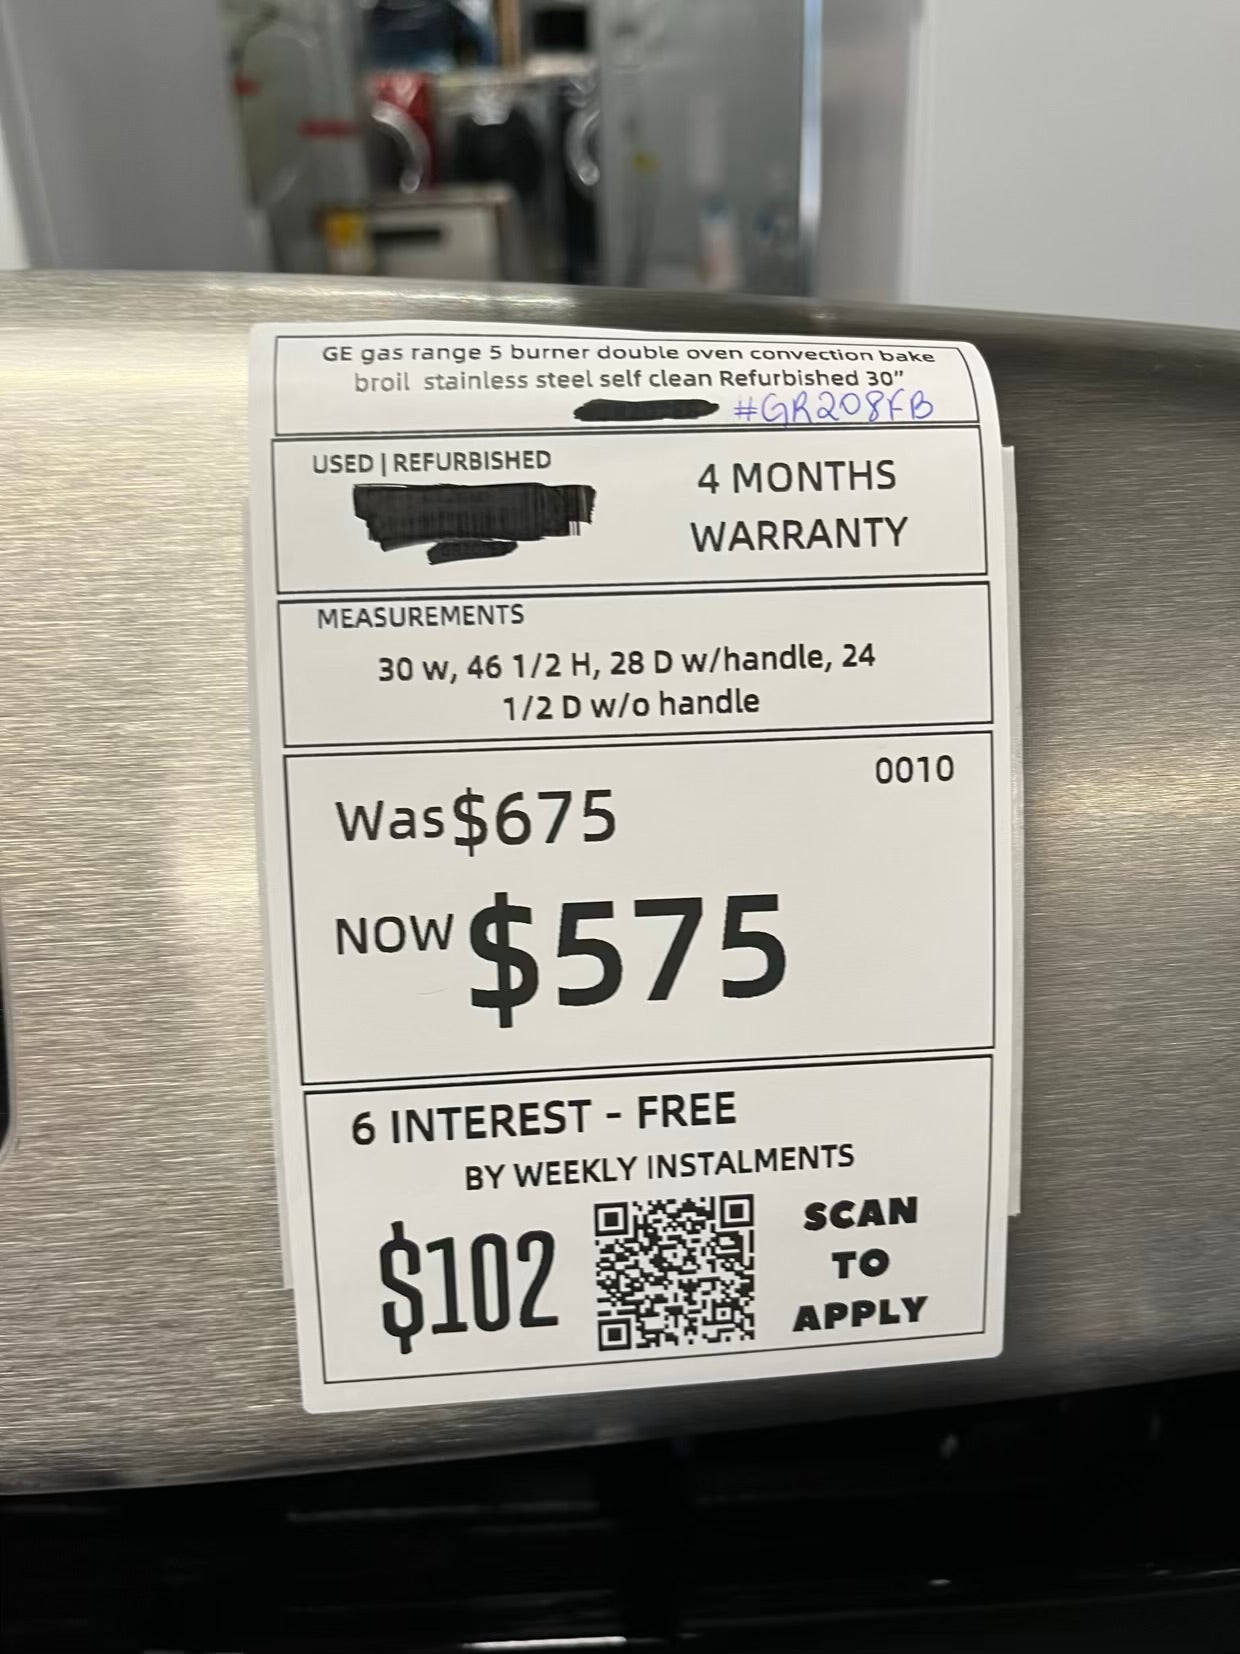 GE gas range 5 burner double oven convection bake
broil stainless steel self clean Refurbished 30”
#GR208FB
USED | REFURBISHED
4 MONTHS
WARRANTY
MEASUREMENTS
30 w, 46 1/2 H, 28 D w/handle, 24
1/2 D w/o handle
0010
Was $675
NOW $575
6 INTEREST - FREE
BY WEEKLY INSTALMENTS
$102
SCAN
TO
APPLY